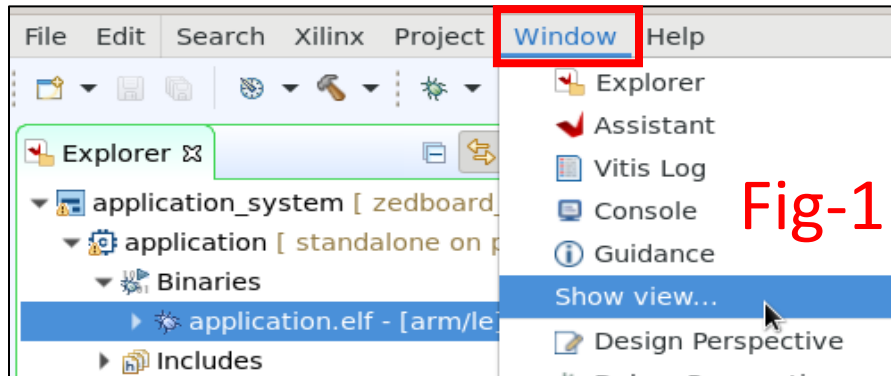 File Edit Search Xilinx Project Window Help
Explorer
Assistant
Vitis Log
Console
Guidance
Show view...
Design Perspective
Fig-1
Explorer
application_system [ zedboard_
application [ standalone on
Binaries
application.elf - [arm/le]
Includes